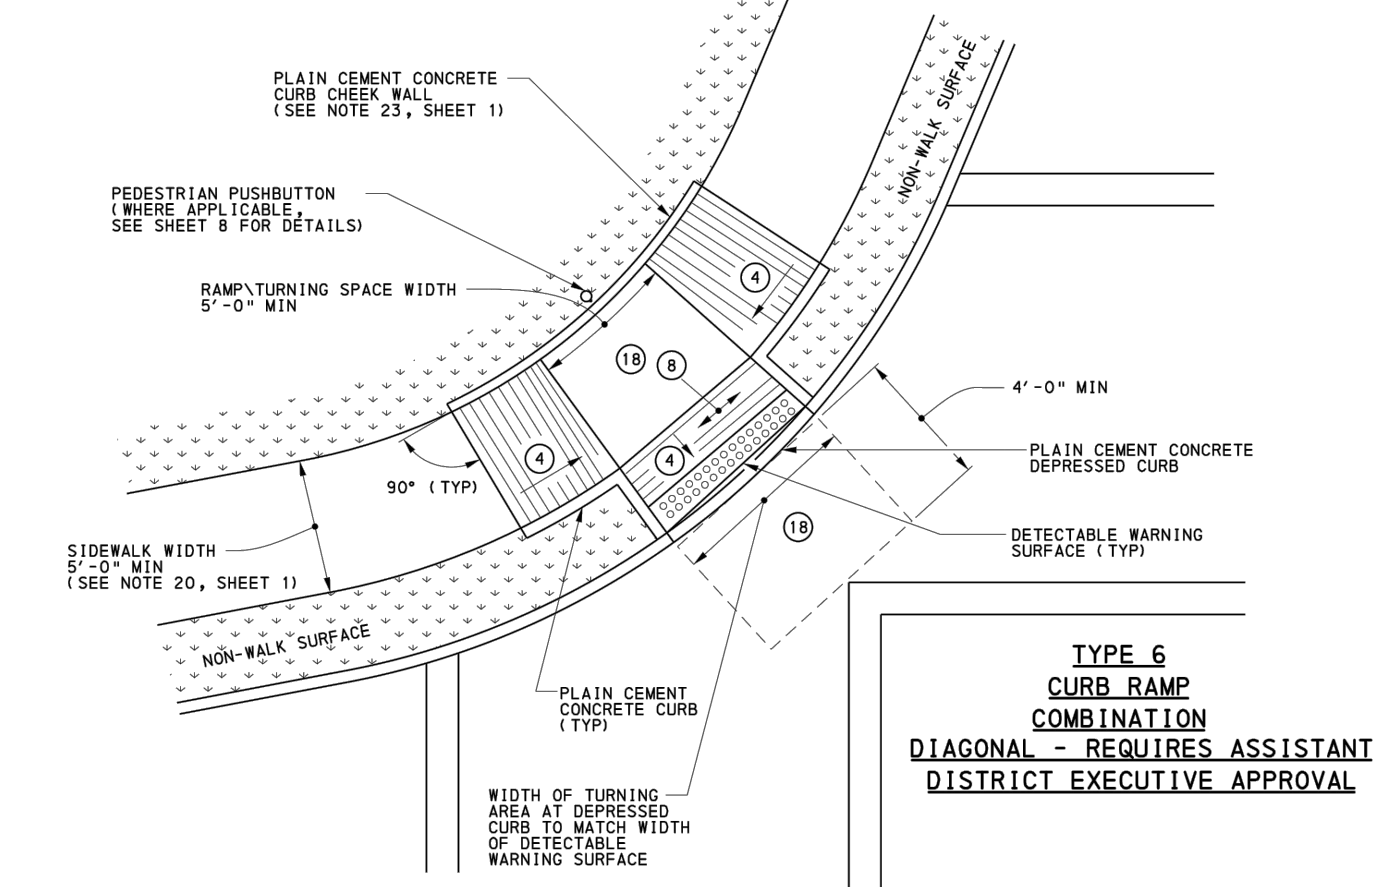 PLAIN CEMENT CONCRETE
CURB CHEEK WALL
(SEE NOTE 23, SHEET 1)
PEDESTRIAN PUSHBUTTON
(WHERE APPLICABLE,
SEE SHEET 8 FOR DETAILS)
RAMP\TURNING SPACE WIDTH
5'-0" MIN
NON-WALK SURFACE
4
18
8
4'-0" MIN
4
4
90° (TYP)
PLAIN CEMENT CONCRETE
DEPRESSED CURB
18
DETECTABLE WARNING
SURFACE (TYP)
SIDEWALK WIDTH
5'-0" MIN
(SEE NOTE 20, SHEET 1)
NON-WALK SURFACE
PLAIN CEMENT
CONCRETE CURB
(TYP)
WIDTH OF TURNING
AREA AT DEPRESSED
CURB TO MATCH WIDTH
OF DETECTABLE
WARNING SURFACE
TYPE 6
CURB RAMP
COMBINATION
DIAGONAL - REQUIRES ASSISTANT
DISTRICT EXECUTIVE APPROVAL